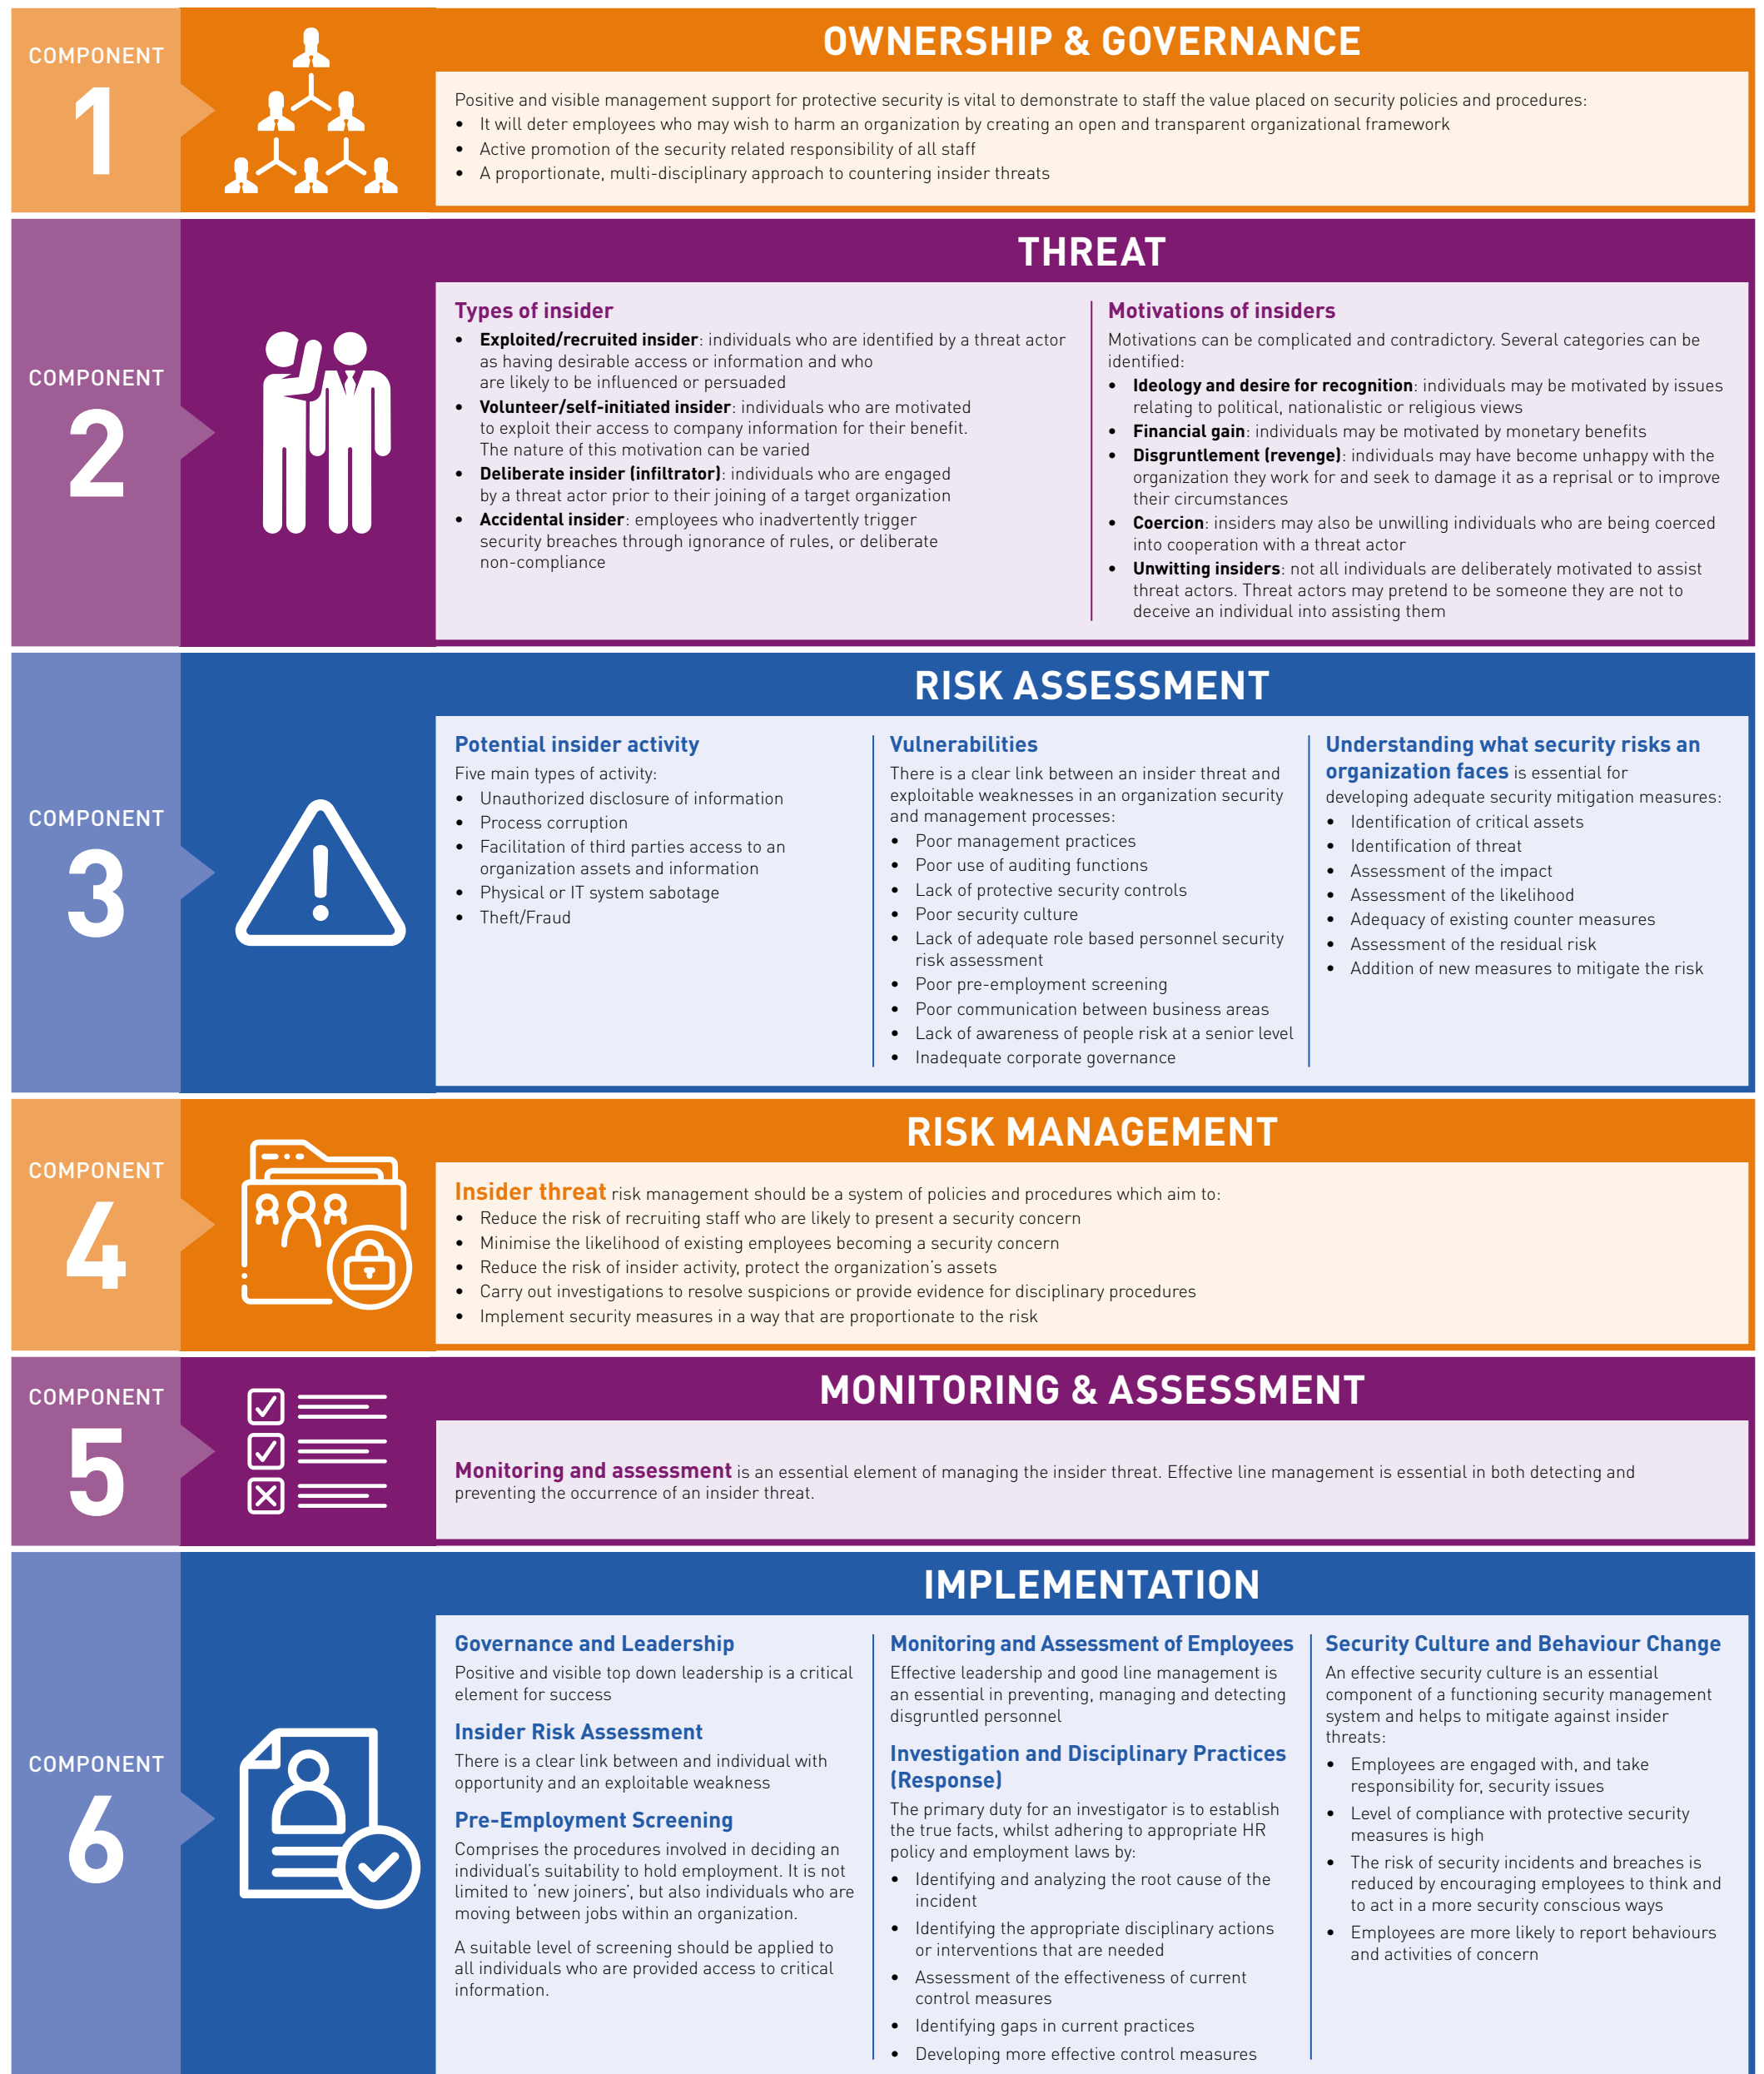 COMPONENT
1
OWNERSHIP & GOVERNANCE
Positive and visible management support for protective security is vital to demonstrate to staff the value placed on security policies and procedures:
• It will deter employees who may wish to harm an organization by creating an open and transparent organizational framework
• Active promotion of the security related responsibility of all staff
• A proportionate, multi-disciplinary approach to countering insider threats
COMPONENT
2
THREAT
Types of insider
• Exploited/recruited insider: individuals who are identified by a threat actor
as having desirable access or information and who
are likely to be influenced or persuaded
• Volunteer/self-initiated insider: individuals who are motivated
to exploit their access to company information for their benefit.
The nature of this motivation can be varied
• Deliberate insider (infiltrator): individuals who are engaged
by a threat actor prior to their joining of a target organization
• Accidental insider: employees who inadvertently trigger
security breaches through ignorance of rules, or deliberate
non-compliance
Motivations of insiders
Motivations can be complicated and contradictory. Several categories can be
identified:
• Ideology and desire for recognition: individuals may be motivated by issues
relating to political, nationalistic or religious views
• Financial gain: individuals may be motivated by monetary benefits
• Disgruntlement (revenge): individuals may have become unhappy with the
organization they work for and seek to damage it as a reprisal or to improve
their circumstances
• Coercion: insiders may also be unwilling individuals who are being coerced
into cooperation with a threat actor
• Unwitting insiders: not all individuals are deliberately motivated to assist
threat actors. Threat actors may pretend to be someone they are not to
deceive an individual into assisting them
COMPONENT
3
RISK ASSESSMENT
Potential insider activity
Five main types of activity:
• Unauthorized disclosure of information
• Process corruption
• Facilitation of third parties access to an
organization assets and information
• Physical or IT system sabotage
• Theft/Fraud
Vulnerabilities
There is a clear link between an insider threat and
exploitable weaknesses in an organization security
and management processes:
• Poor management practices
• Poor use of auditing functions
• Lack of protective security controls
• Poor security culture
• Lack of adequate role based personnel security
risk assessment
• Poor pre-employment screening
• Poor communication between business areas
• Lack of awareness of people risk at a senior level
• Inadequate corporate governance
Understanding what security risks an
organization faces is essential for
developing adequate security mitigation measures:
• Identification of critical assets
• Identification of threat
• Assessment of the impact
• Assessment of the likelihood
• Adequacy of existing counter measures
• Assessment of the residual risk
• Addition of new measures to mitigate the risk
COMPONENT
4
RISK MANAGEMENT
Insider threat risk management should be a system of policies and procedures which aim to:
• Reduce the risk of recruiting staff who are likely to present a security concern
• Minimise the likelihood of existing employees becoming a security concern
• Reduce the risk of insider activity, protect the organization's assets
• Carry out investigations to resolve suspicions or provide evidence for disciplinary procedures
• Implement security measures in a way that are proportionate to the risk
COMPONENT
5
MONITORING & ASSESSMENT
Monitoring and assessment is an essential element of managing the insider threat. Effective line management is essential in both detecting and
preventing the occurrence of an insider threat.
COMPONENT
6
IMPLEMENTATION
Governance and Leadership
Positive and visible top down leadership is a critical
element for success
Insider Risk Assessment
There is a clear link between and individual with
opportunity and an exploitable weakness
Pre-Employment Screening
Comprises the procedures involved in deciding an
individual's suitability to hold employment. It is not
limited to 'new joiners', but also individuals who are
moving between jobs within an organization.
A suitable level of screening should be applied to
all individuals who are provided access to critical
information.
Monitoring and Assessment of Employees
Effective leadership and good line management is
an essential in preventing, managing and detecting
disgruntled personnel
Investigation and Disciplinary Practices
(Response)
The primary duty for an investigator is to establish
the true facts, whilst adhering to appropriate HR
policy and employment laws by:
• Identifying and analyzing the root cause of the
incident
• Identifying the appropriate disciplinary actions
or interventions that are needed
• Assessment of the effectiveness of current
control measures
• Identifying gaps in current practices
• Developing more effective control measures
Security Culture and Behaviour Change
An effective security culture is an essential
component of a functioning security management
system and helps to mitigate against insider
threats:
• Employees are engaged with, and take
responsibility for, security issues
• Level of compliance with protective security
measures is high
• The risk of security incidents and breaches is
reduced by encouraging employees to think and
to act in a more security conscious ways
• Employees are more likely to report behaviours
and activities of concern